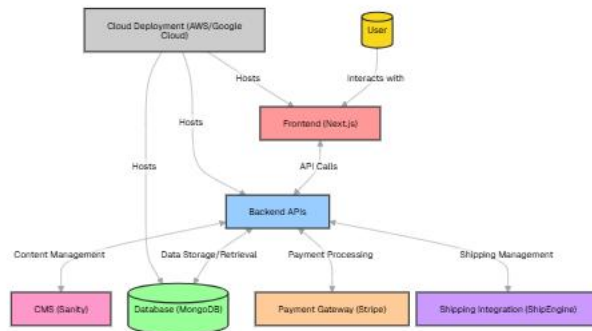 Cloud Deployment (AWS/Google
Cloud)
User
Hosts
Interacts with
Frontend (Next.js)
Hosts
Hosts
API Calls
Backend APIs
Content Management
Data Storage/Retrieval
Payment Processing
Shipping Management
CMS (Sanity)
Database (MongoDB)
Payment Gateway (Stripe)
Shipping Integration (ShipEngine)